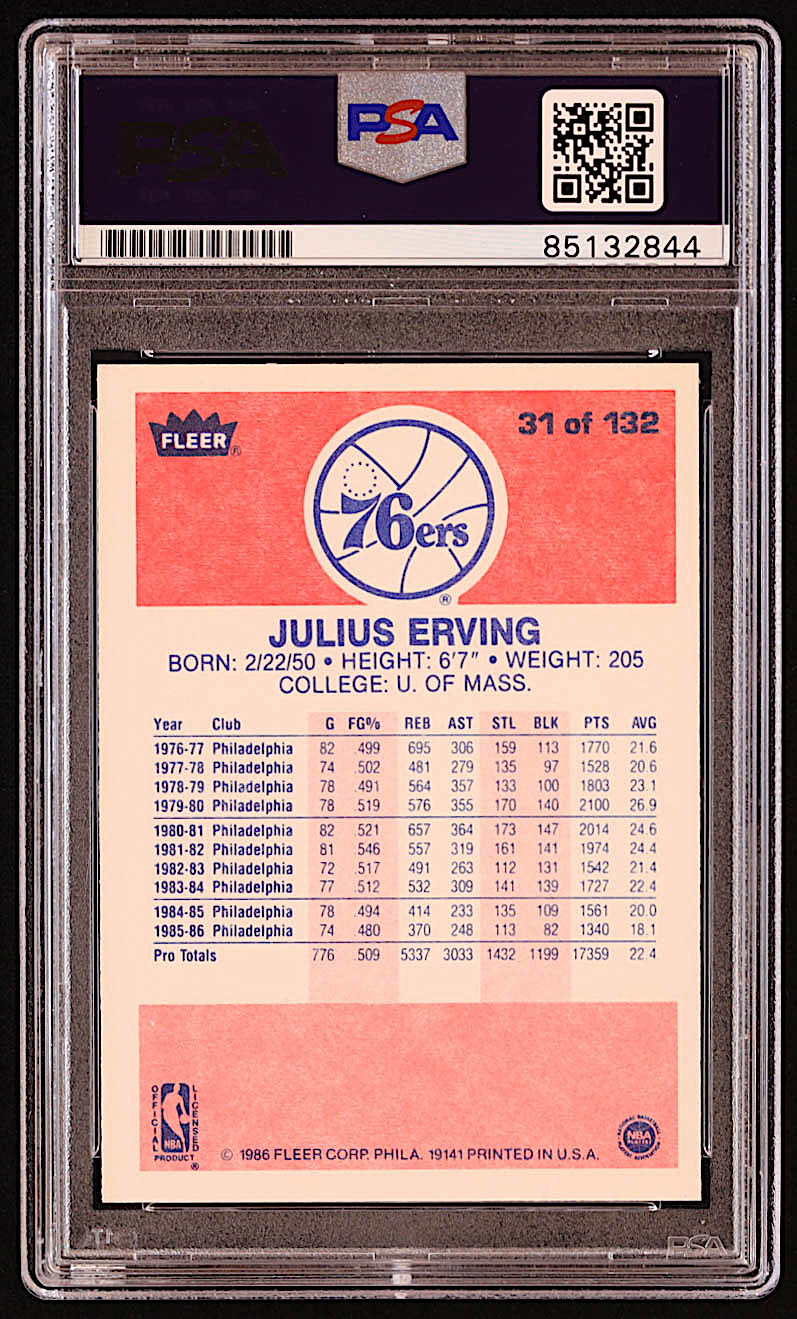 PSA
PSA
85132844
FLEER®
31 of 132
76ers
®
JULIUS ERVING
BORN: 2/22/50 • HEIGHT: 6'7" • WEIGHT: 205
COLLEGE: U. OF MASS.
Year Club G FG% REB AST STL BLK PTS AVG
1976-77 Philadelphia 82 .499 695 306 159 113 1770 21.6
1977-78 Philadelphia 74 .502 481 279 135 97 1528 20.6
1978-79 Philadelphia 78 .491 564 357 133 100 1803 23.1
1979-80 Philadelphia 78 .519 576 355 170 140 2100 26.9
1980-81 Philadelphia 82 .521 657 364 173 147 2014 24.6
1981-82 Philadelphia 81 .546 557 319 161 141 1974 24.4
1982-83 Philadelphia 72 .517 491 263 112 131 1542 21.4
1983-84 Philadelphia 77 .512 532 309 141 139 1727 22.4
1984-85 Philadelphia 78 .494 414 233 135 109 1561 20.0
1985-86 Philadelphia 74 .480 370 248 113 82 1340 18.1
Pro Totals 776 .509 5337 3033 1432 1199 17359 22.4
OFFICIAL
LICENSED
NBA
PRODUCT
®
© 1986 FLEER CORP. PHILA. 19141 PRINTED IN U.S.A.
NATIONAL BASKETBALL
NBA
PLAYERS
ASSOCIATION
PSA